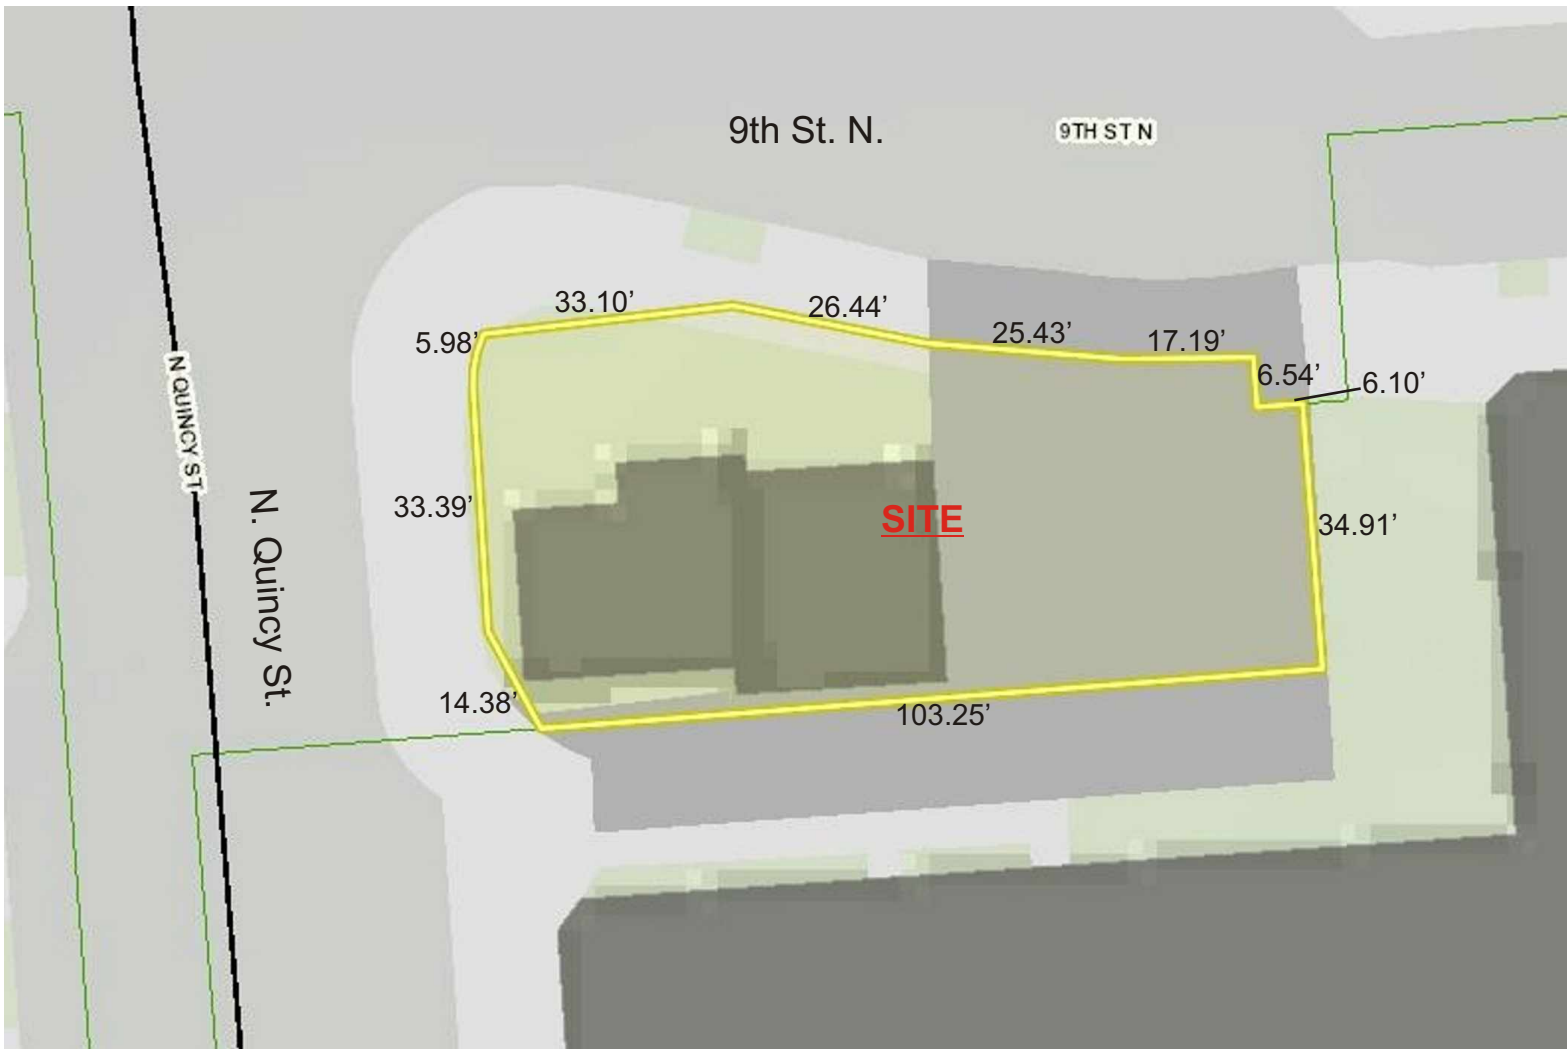 9th St. N.
9TH ST N
33.10’
26.44’
5.98’
25.43’
17.19’
6.54’
6.10’
N QUINCY ST
N. Quincy St.
33.39’
SITE
34.91’
14.38’
103.25’